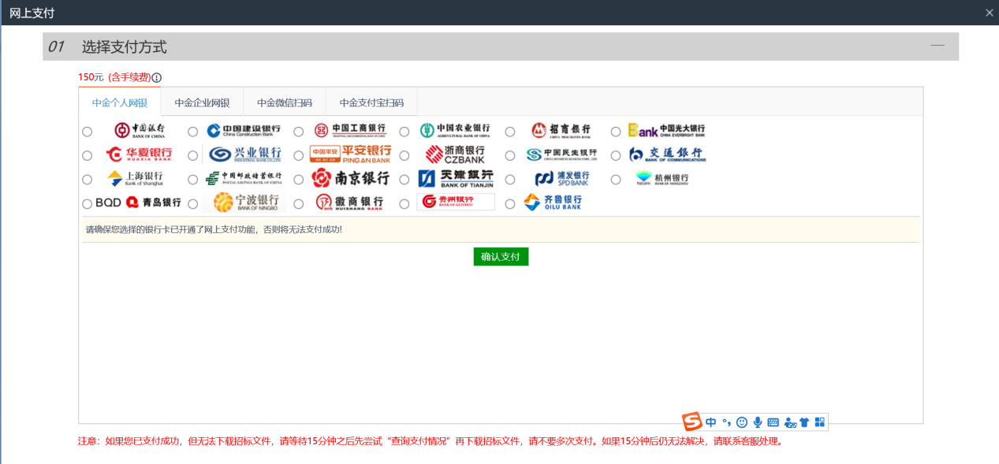 网上支付
01 选择支付方式
150元 (含手续费)
中金个人网银 中金企业网银 中金微信扫码 中金支付宝扫码
中国银行 BANK OF CHINA 中国建设银行 China Construction Bank 中国工商银行 INDUSTRIAL AND COMMERCIAL BANK OF CHINA 中国农业银行 AGRICULTURAL BANK OF CHINA 招商银行 CHINA MERCHANTS BANK Bank 中国光大银行 CHINA EVERBRIGHT BANK
华夏银行 HUAXIA BANK 兴业银行 INDUSTRIAL BANK CO.,LTD. 中国平安 平安银行 PING AN BANK 浙商银行 CZBANK 中国民生银行 CHINA MINSHENG BANKING CORP., LTD. 交通银行 BANK OF COMMUNICATIONS
上海银行 Bank of Shanghai 中国邮政储蓄银行 POSTAL SAVINGS BANK OF CHINA 南京银行 天津银行 BANK OF TIANJIN 浦发银行 SPD BANK 杭州银行 BANK OF HANGZHOU
BQD 青岛银行 宁波银行 BANK OF NINGBO 徽商银行 HUISHANG BANK 贵州银行 BANK OF GUIZHOU 齐鲁银行 QILU BANK
请确保您选择的银行卡已开通了网上支付功能，否则将无法支付成功!
确认支付
中
注意：如果您已支付成功，但无法下载招标文件，请等待15分钟之后先尝试“查询支付情况”再下载招标文件，请不要多次支付。如果15分钟后仍无法解决，请联系客服处理。